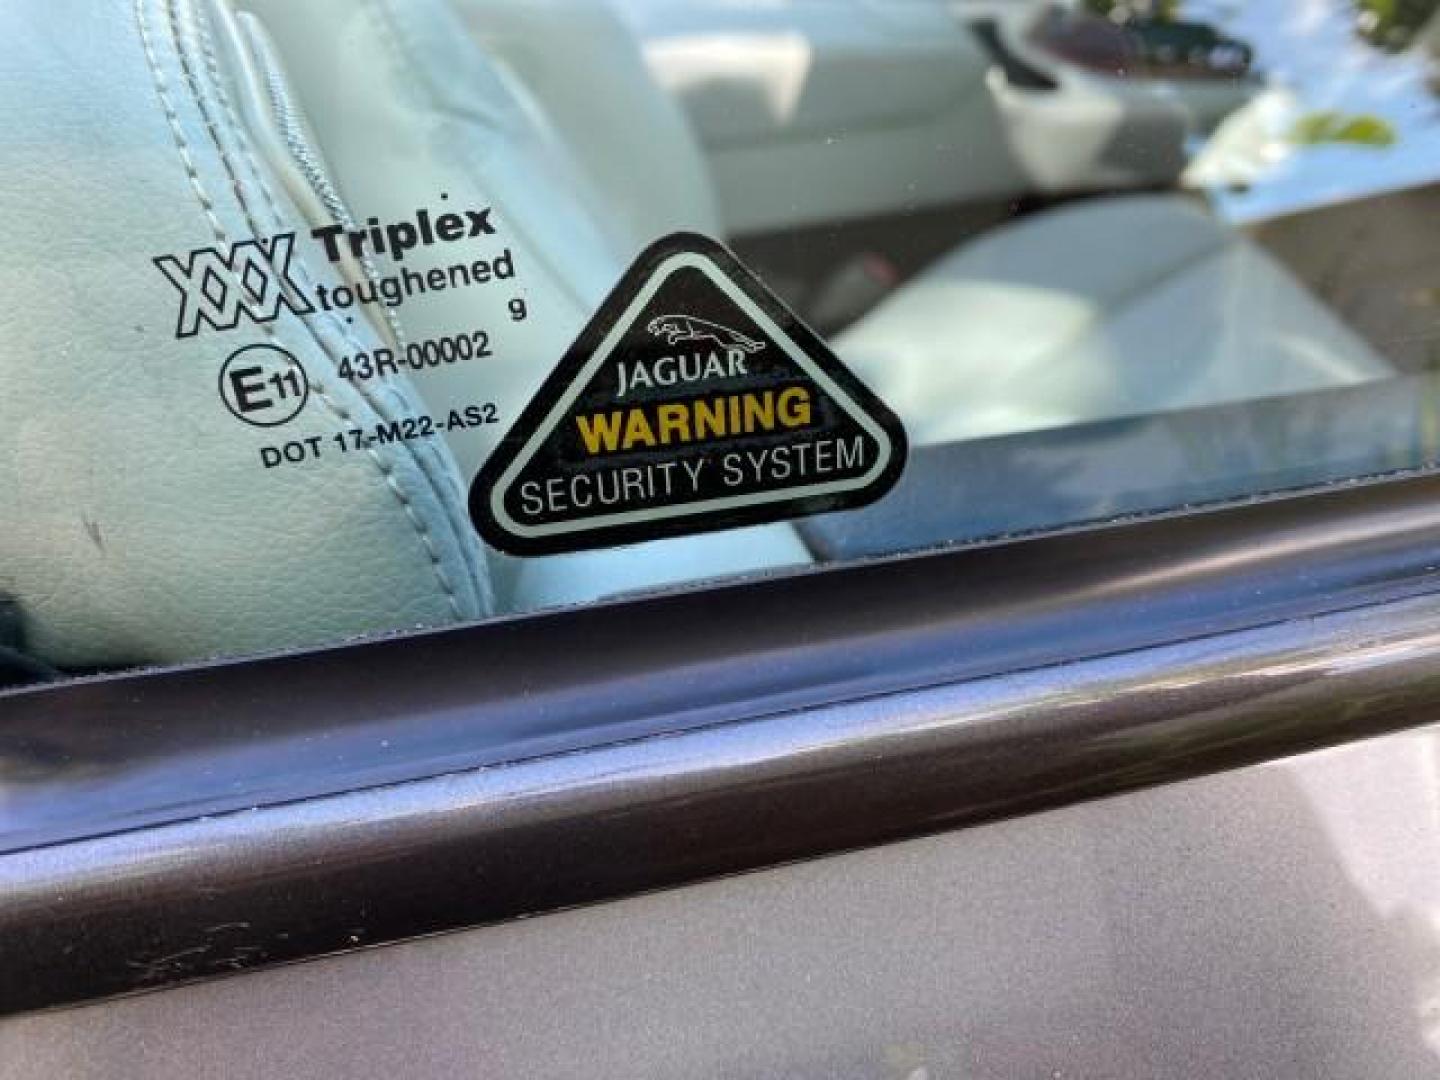 Triplex
toughened
9
E11 43R-00002
DOT 17-M22-AS2
JAGUAR
WARNING
SECURITY SYSTEM